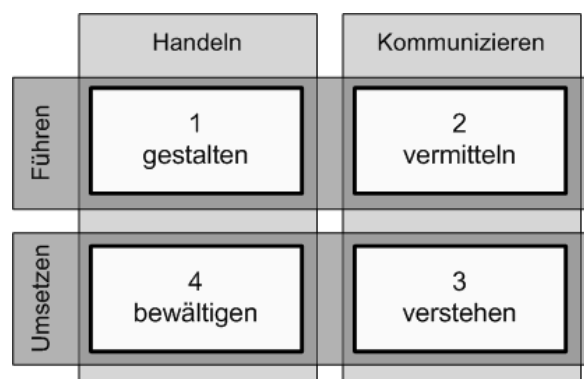 Handeln
Kommunizieren
Führen
1
gestalten
2
vermitteln
Umsetzen
4
bewältigen
3
verstehen